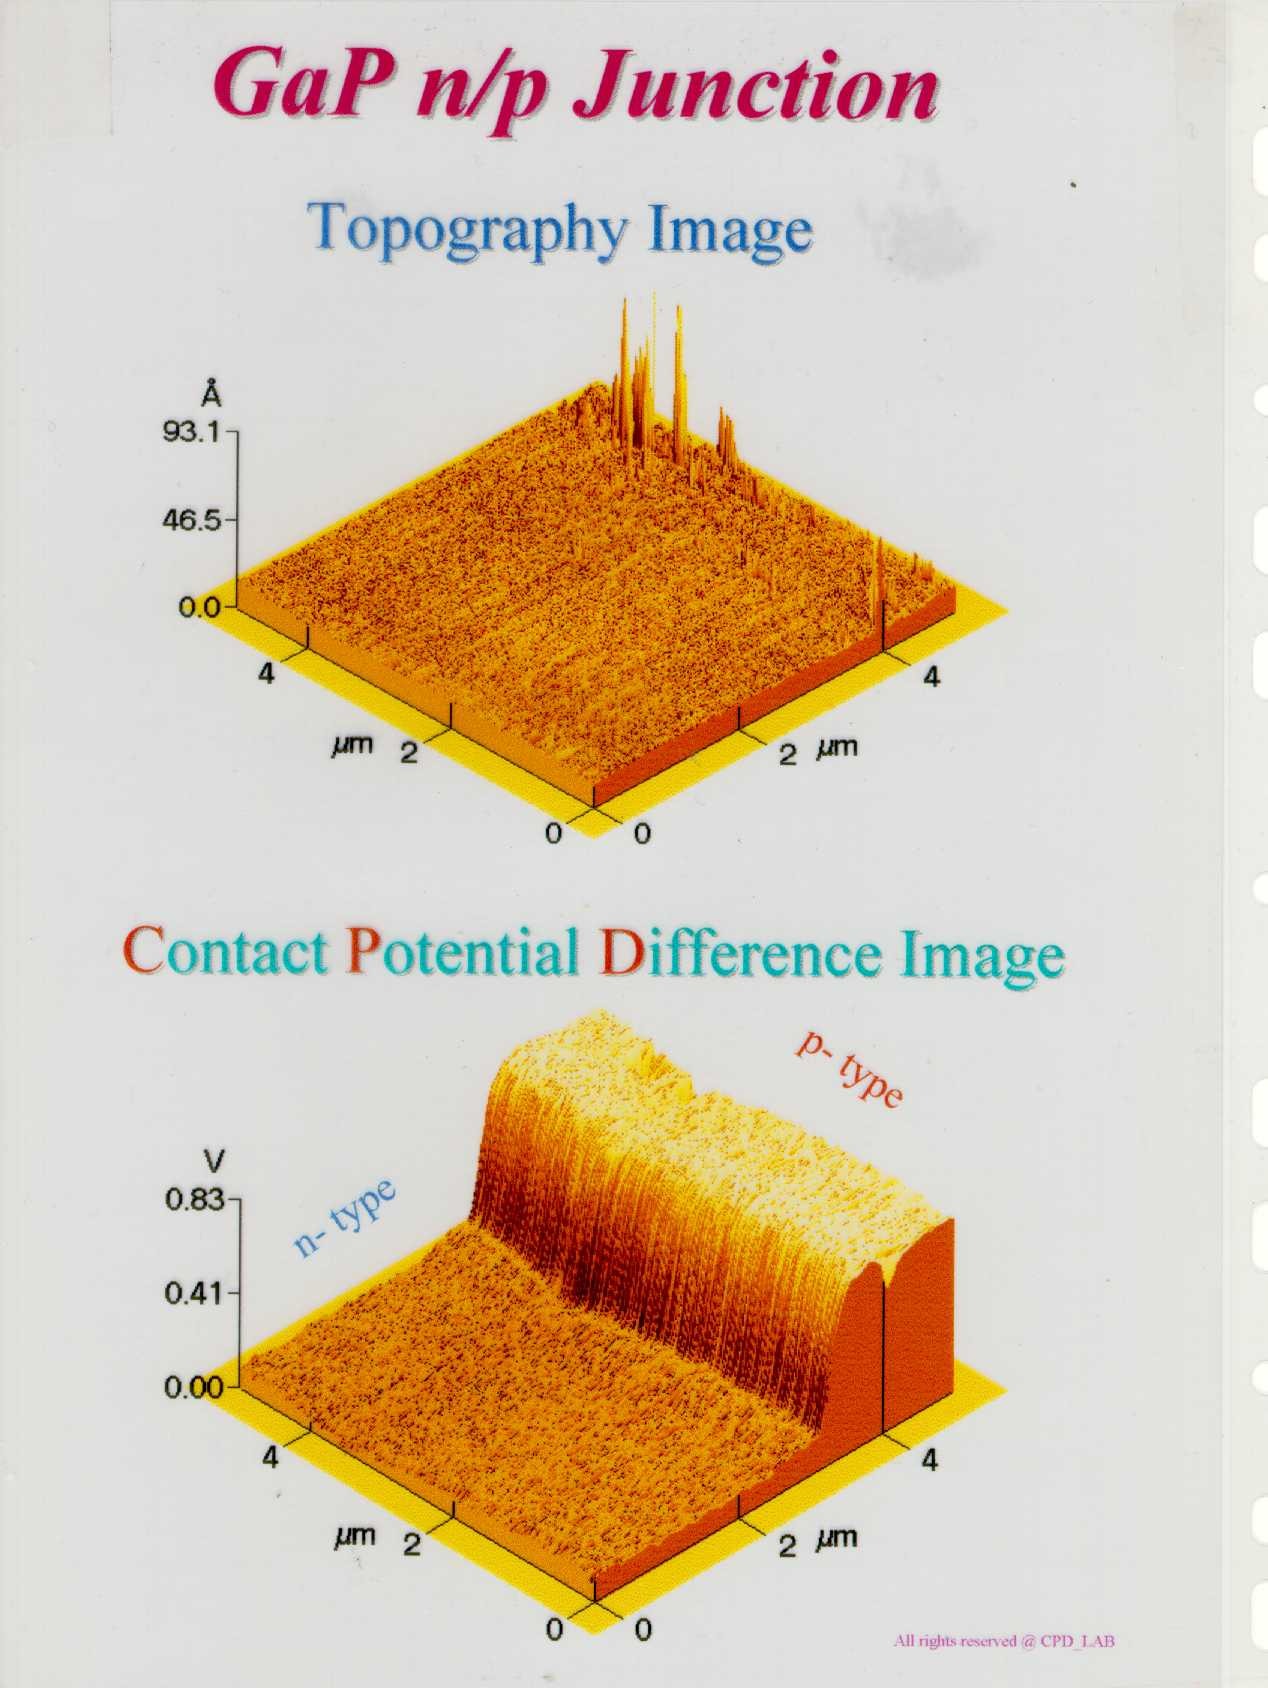 GaP n/p Junction
Topography Image
Å
93.1
46.5
0.0
4
µm 2
0
0
2 µm
4
Contact Potential Difference Image
p- type
n- type
V
0.83
0.41
0.00
4
µm 2
0
0
2 µm
4
All rights reserved @ CPD_LAB